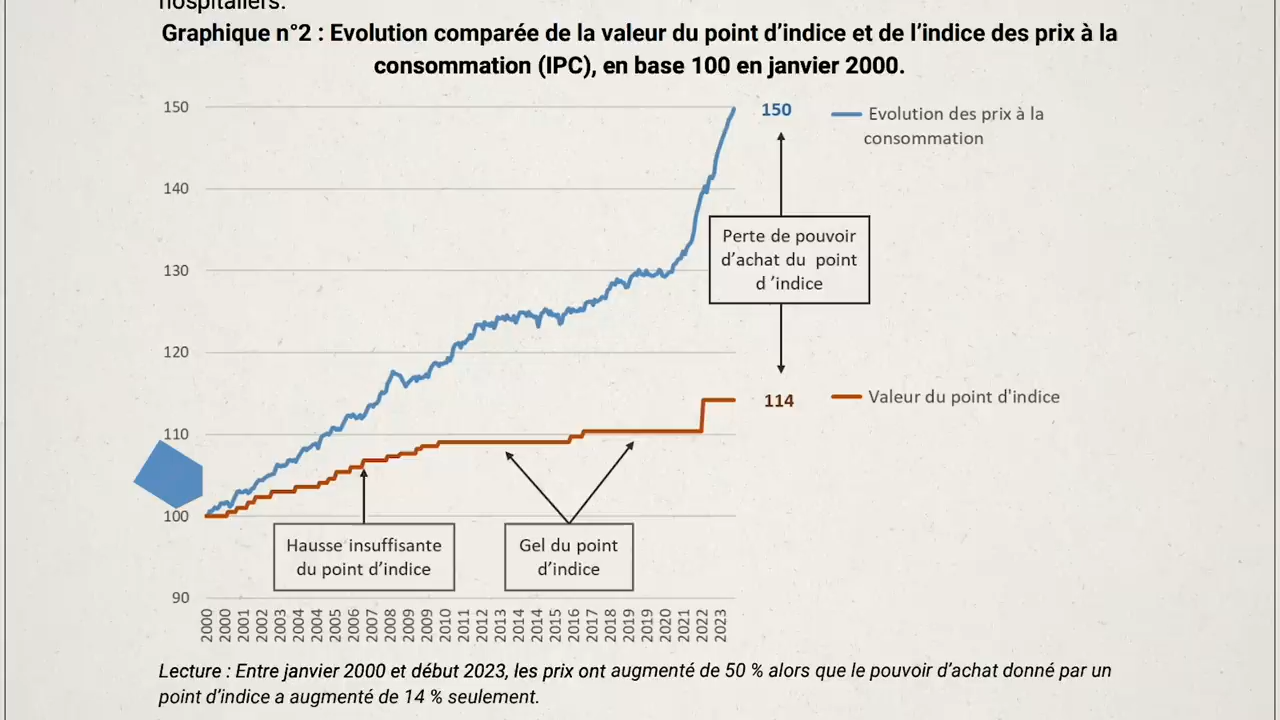 hospitaliers.
Graphique n°2 : Evolution comparée de la valeur du point d’indice et de l’indice des prix à la
consommation (IPC), en base 100 en janvier 2000.
150
140
130
120
110
100
90
150
Evolution des prix à la
consommation
Perte de pouvoir
d’achat du point
d ’indice
114
Valeur du point d'indice
Hausse insuffisante
du point d’indice
Gel du point
d’indice
2000
2000
2001
2002
2003
2004
2004
2005
2006
2007
2008
2009
2009
2010
2011
2012
2013
2014
2014
2015
2016
2017
2018
2019
2019
2020
2021
2022
2023
Lecture : Entre janvier 2000 et début 2023, les prix ont augmenté de 50 % alors que le pouvoir d’achat donné par un
point d’indice a augmenté de 14 % seulement.